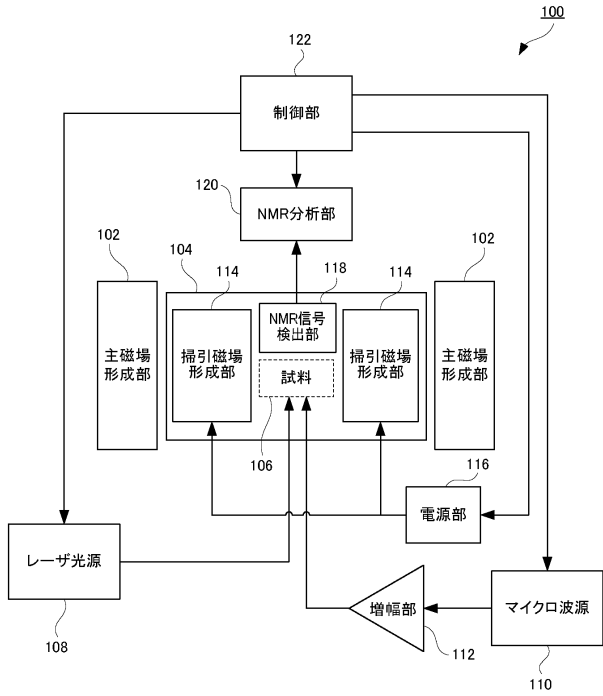 100
122
制御部
120
NMR分析部
102
104
114
118
114
102
主磁場
形成部
掃引磁場
形成部
NMR信号
検出部
試料
掃引磁場
形成部
主磁場
形成部
106
116
電源部
レーザ光源
108
増幅部
112
マイクロ波源
110